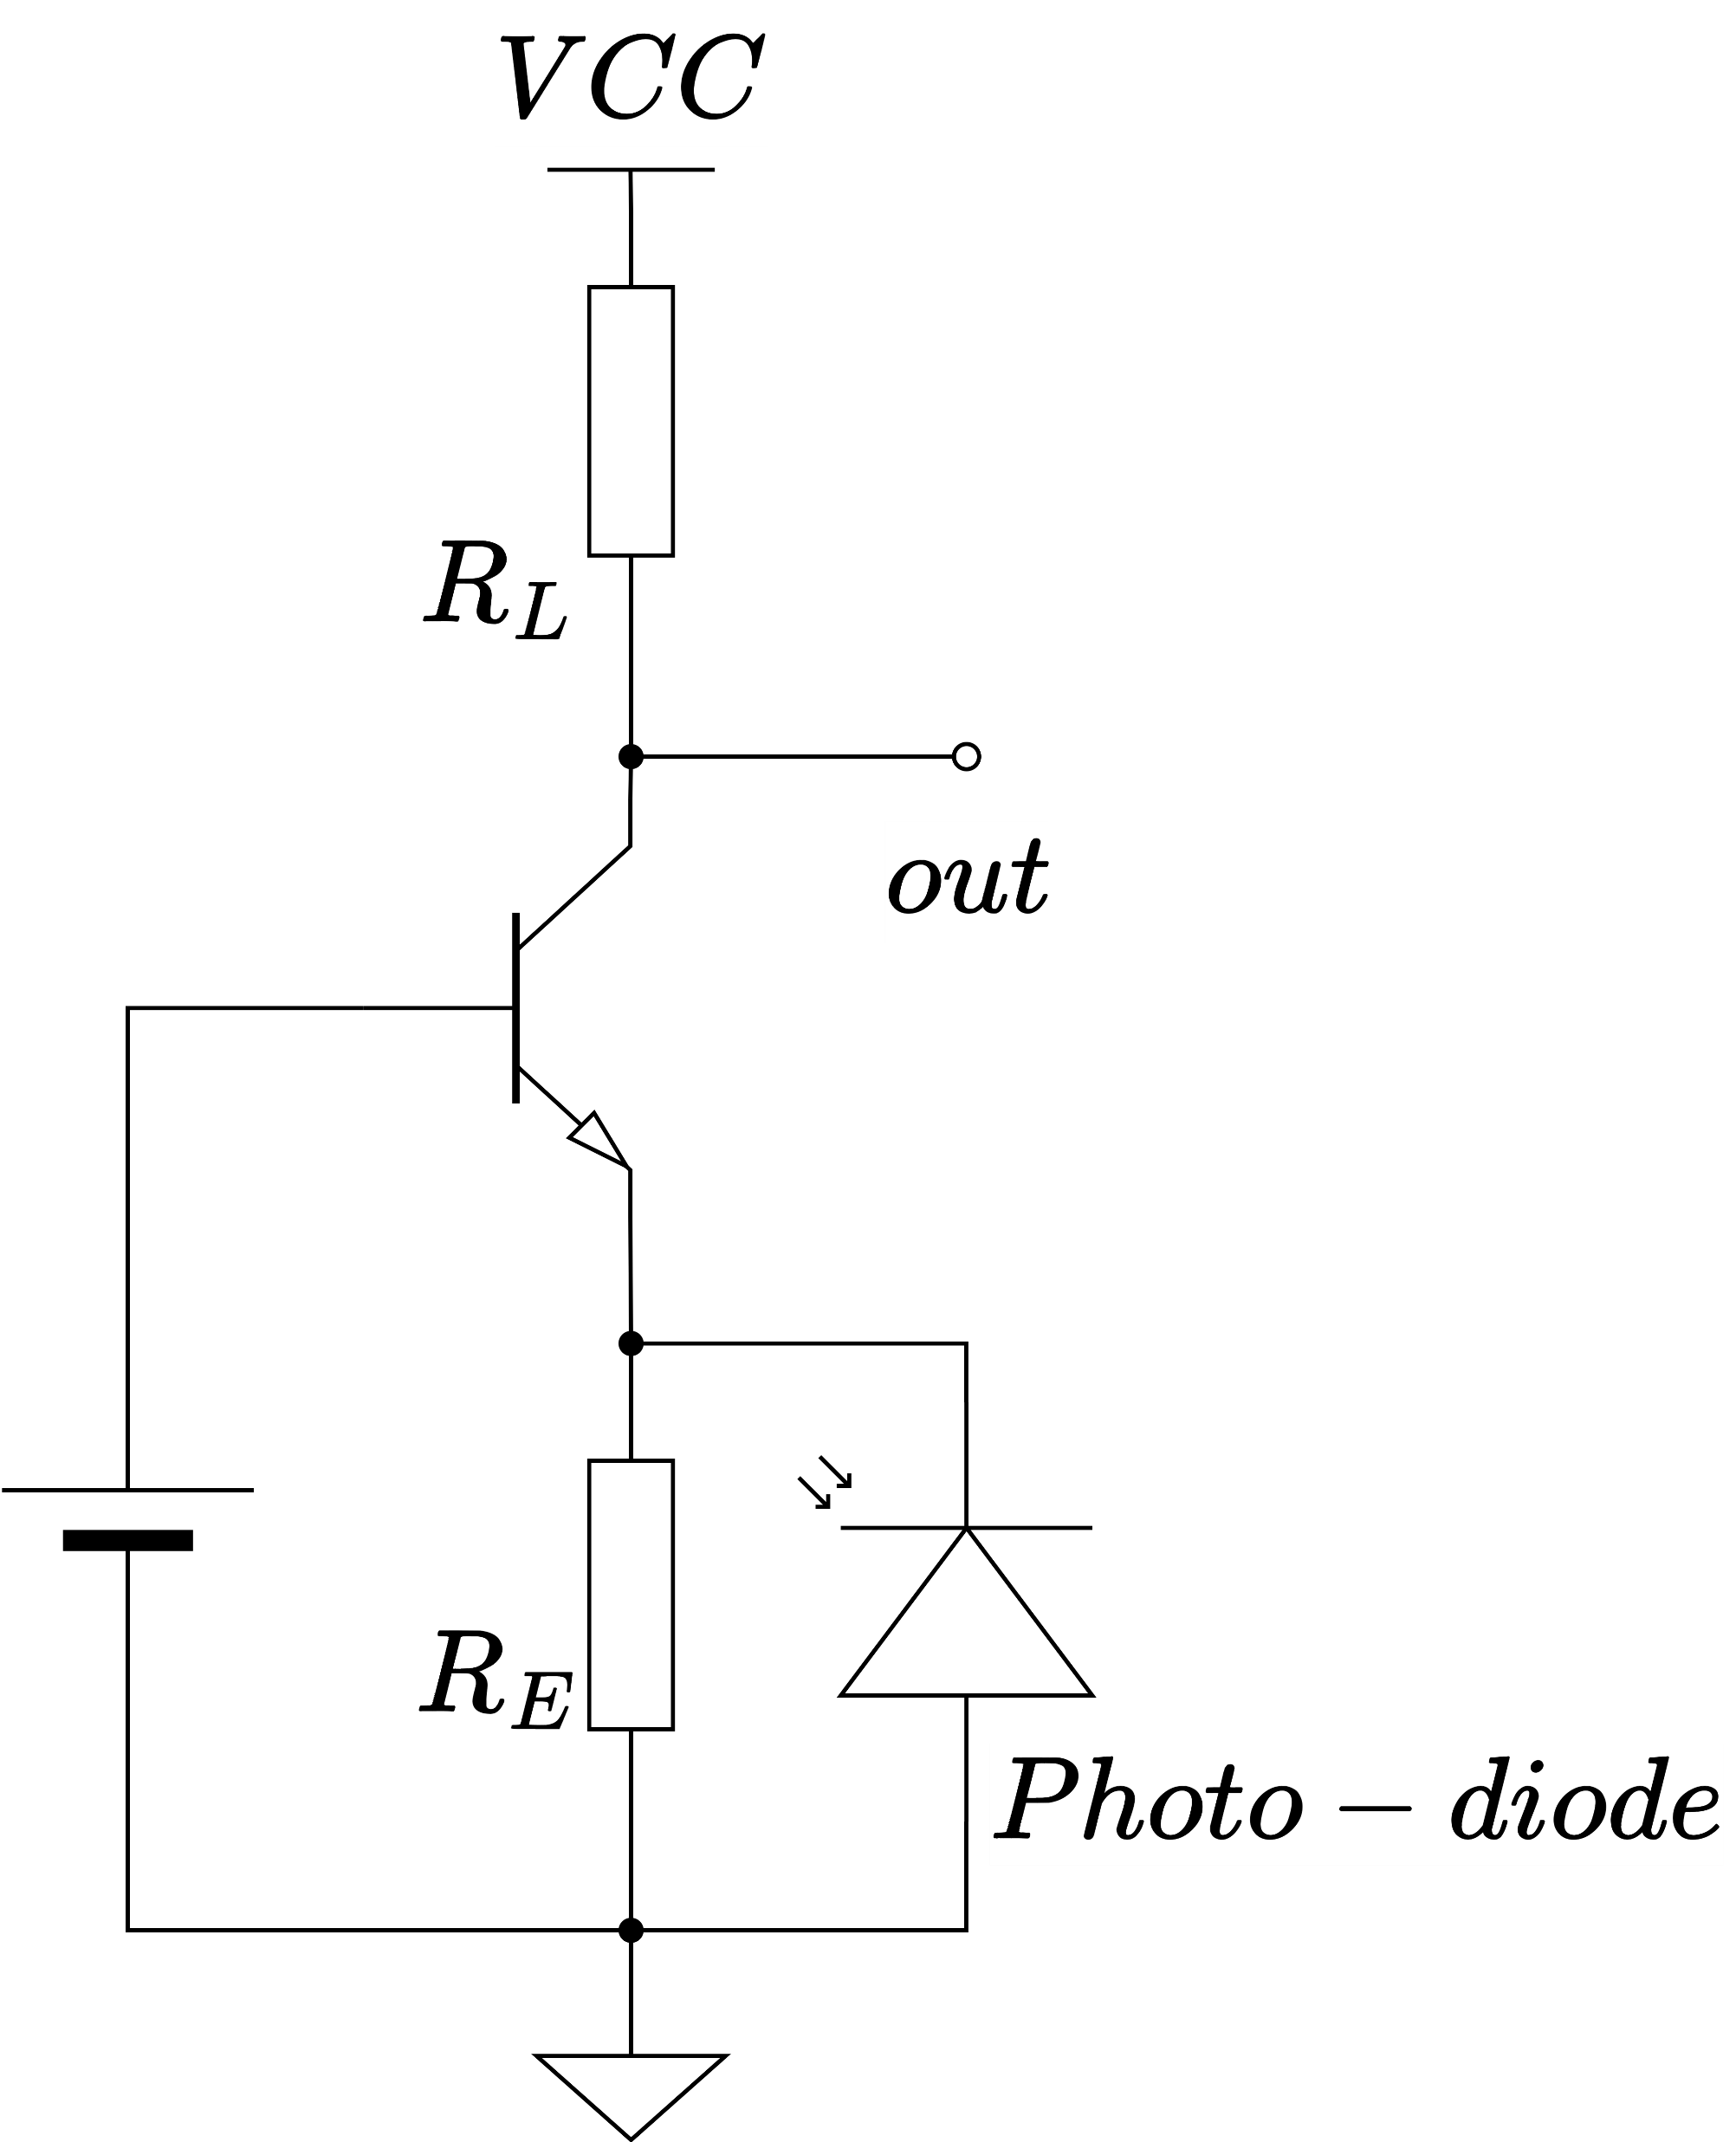 VCC
R_L
out
R_E
Photo − diode